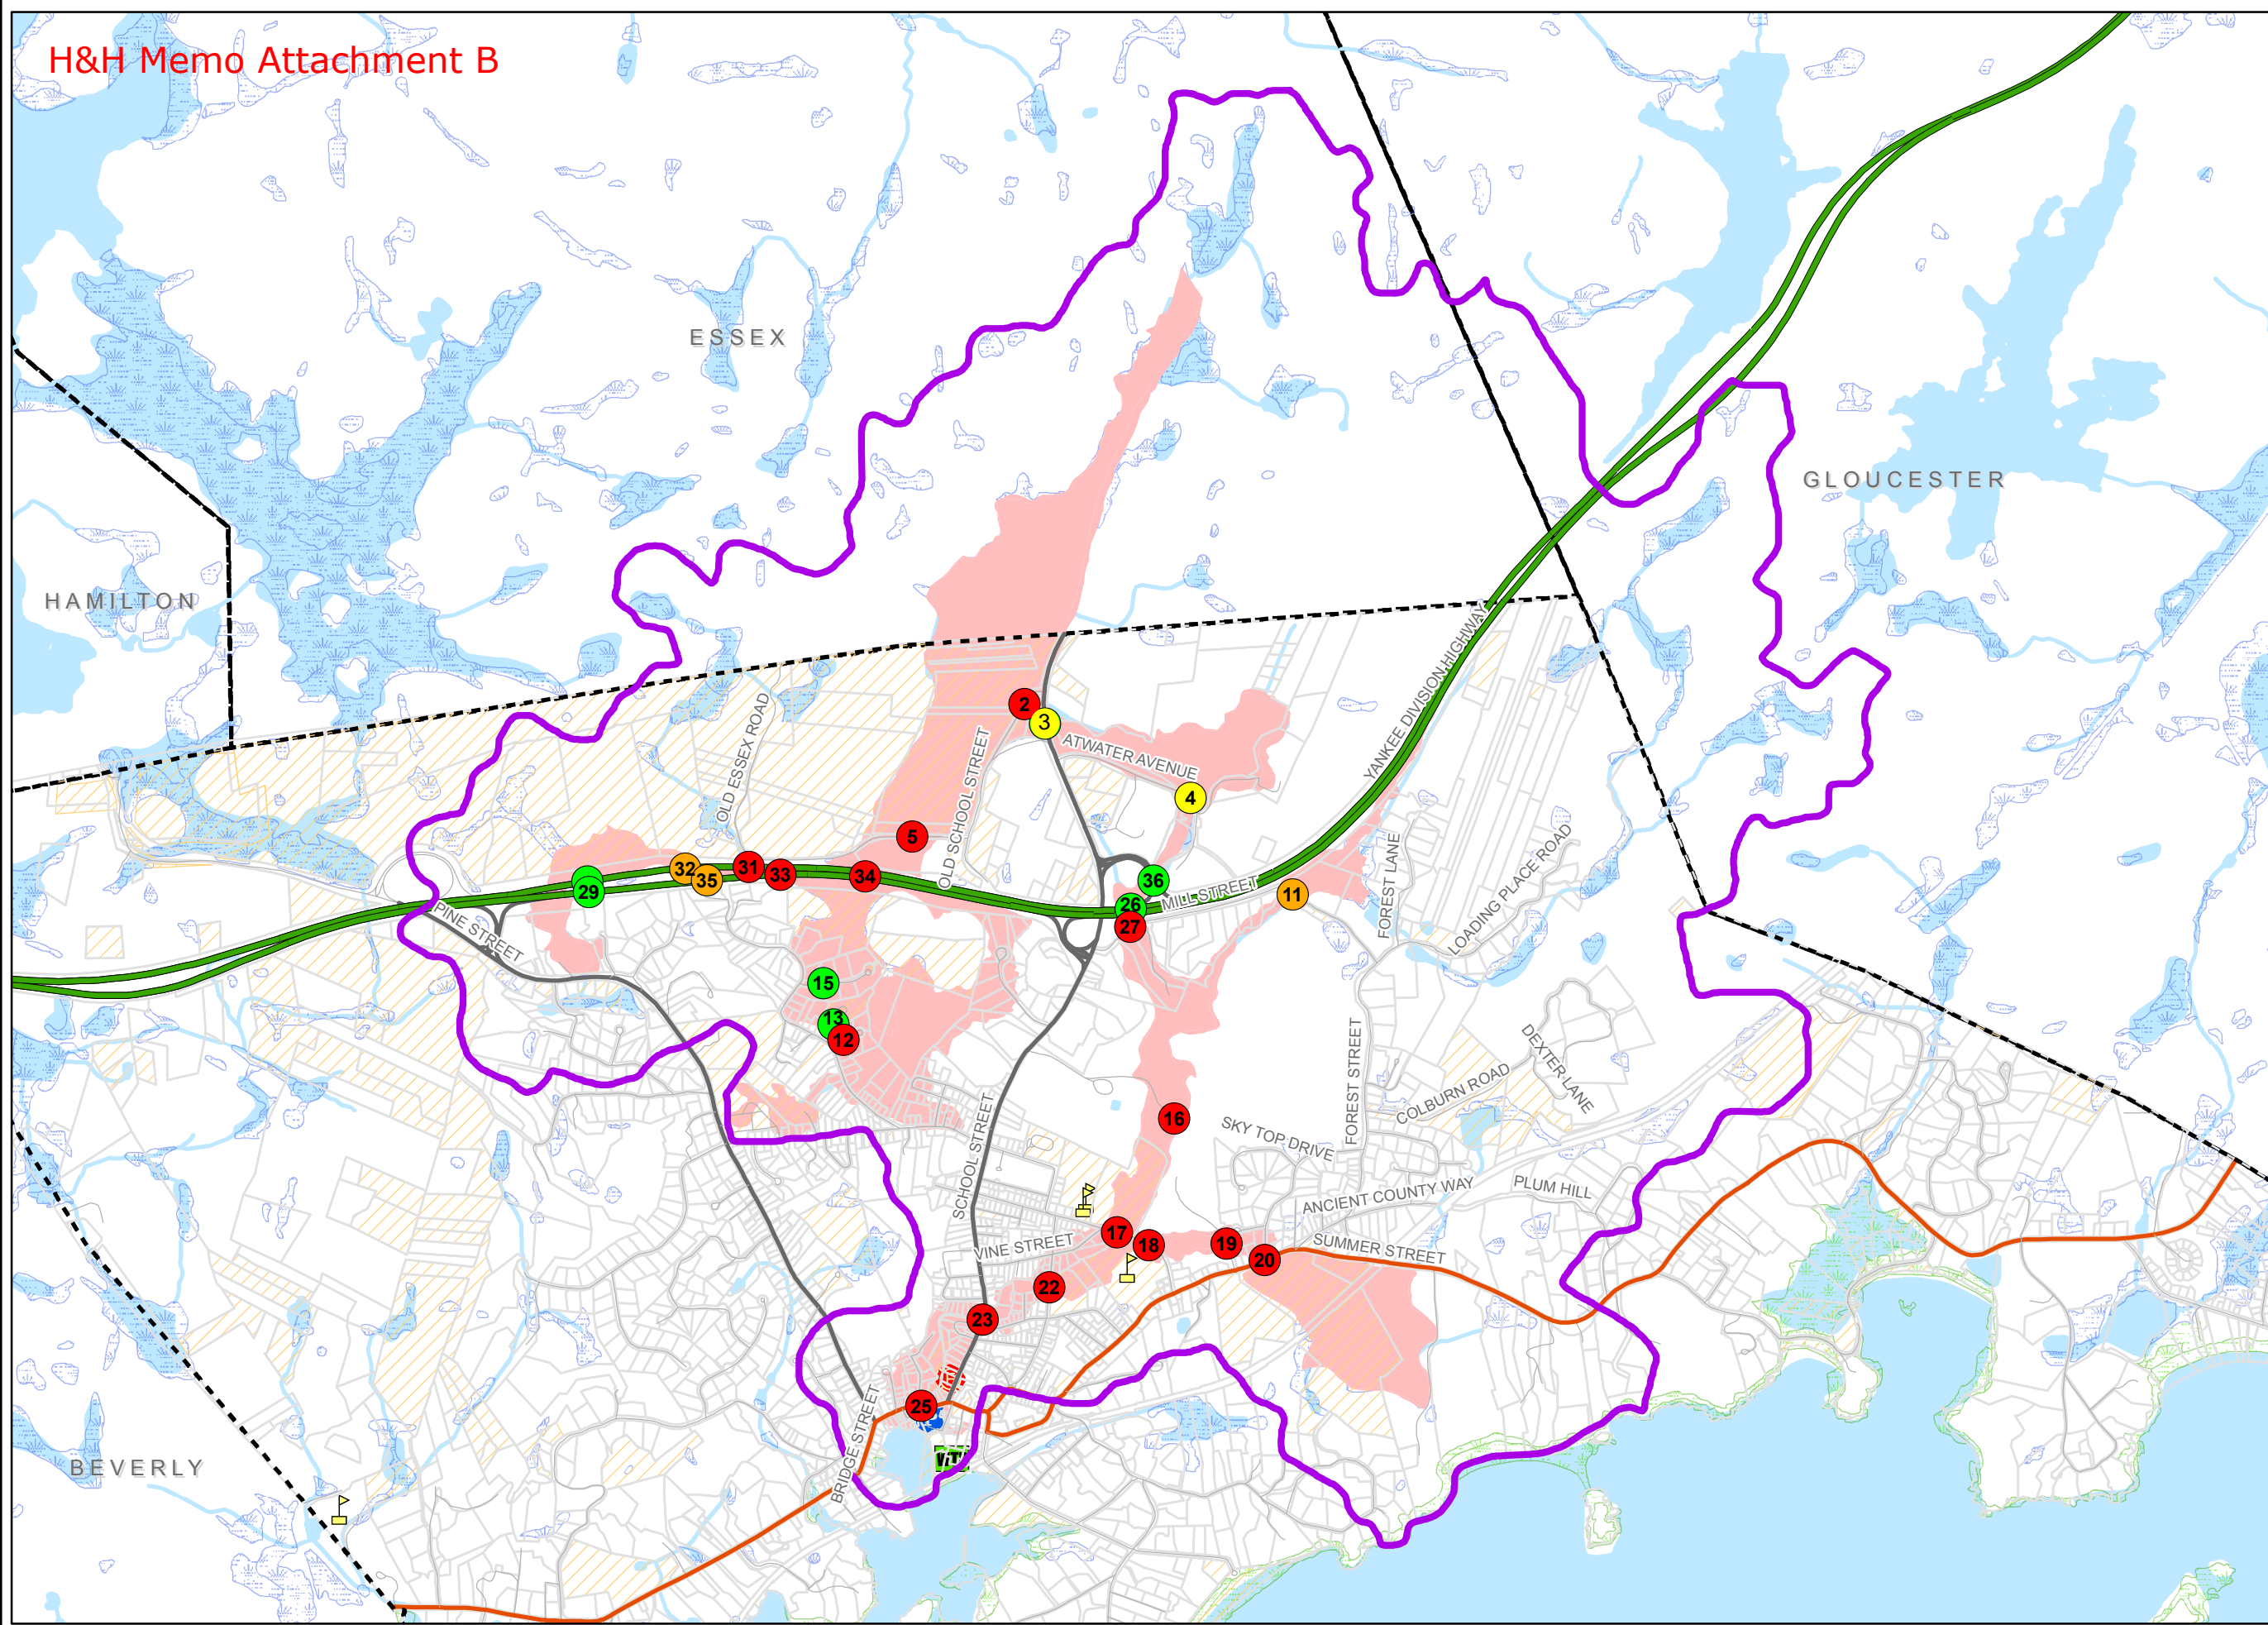 H&H Memo Attachment B
ESSEX
GLOUCESTER
HAMILTON
YANKEE DIVISION HIGHWAY
OLD ESSEX ROAD
2
3
ATWATER AVENUE
OLD SCHOOL STREET
4
5
32
31
35
33
34
29
36
26
MILL STREET
27
11
FOREST LANE
LOADING PLACE ROAD
PINE STREET
15
13
12
FOREST STREET
DEXTER LANE
COLBURN ROAD
16
SKY TOP DRIVE
SCHOOL STREET
ANCIENT COUNTY WAY
PLUM HILL
17
18
19
20
VINE STREET
SUMMER STREET
22
23
25
BRIDGE STREET
BEVERLY